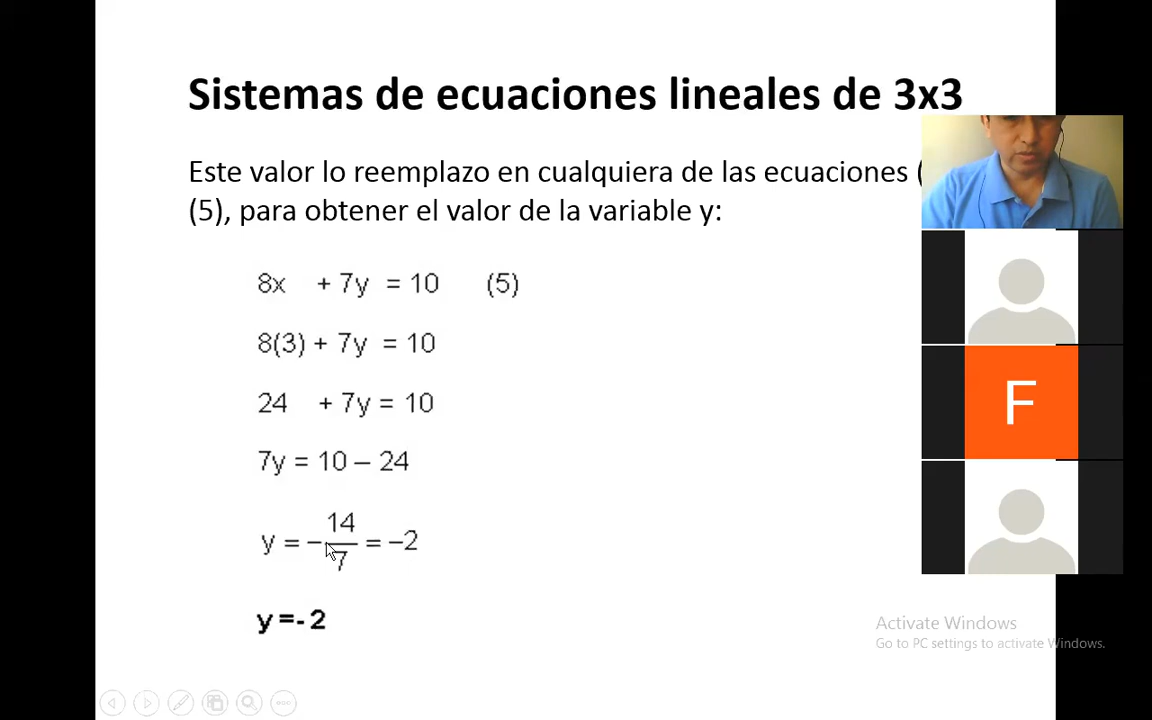 Sistemas de ecuaciones lineales de 3x3
Este valor lo reemplazo en cualquiera de las ecuaciones (
(5), para obtener el valor de la variable y:
8x + 7y = 10 (5)
8(3) + 7y = 10
24 + 7y = 10
7y = 10 – 24
y = –14/7 = –2
y =- 2
F
Activate Windows
Go to PC settings to activate Windows.